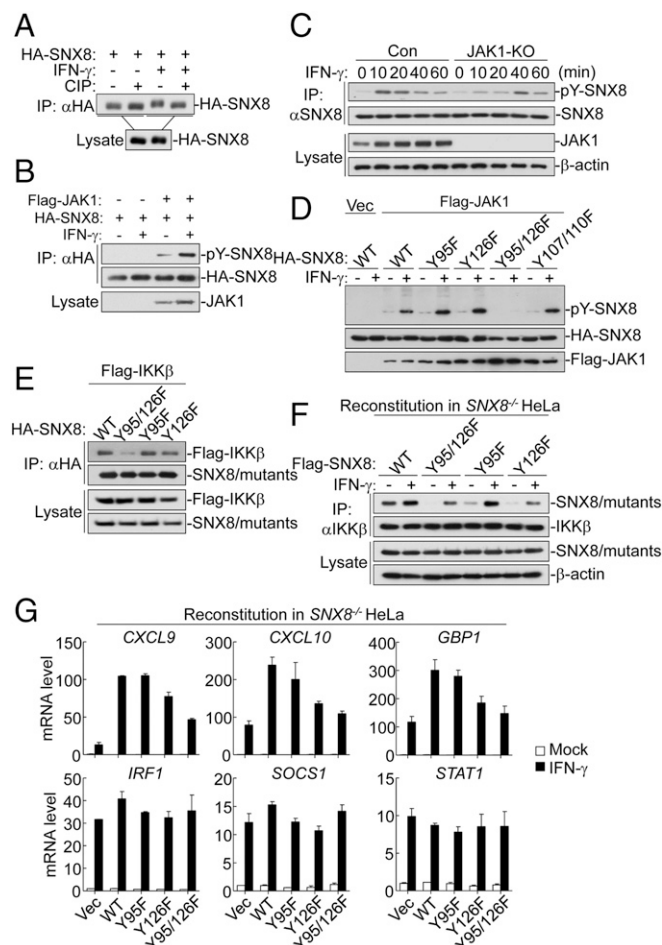 A
HA-SNX8: + + + +
IFN-γ: - - + +
CIP: - + - +
IP: αHA -HA-SNX8
Lysate -HA-SNX8
B
Flag-JAK1: - - + +
HA-SNX8: + + + +
IFN-γ: - + - +
IP: αHA -pY-SNX8
-HA-SNX8
Lysate -JAK1
C
Con JAK1-KO
IFN-γ: 0 10 20 40 60 0 10 20 40 60 (min)
IP: αSNX8 -pY-SNX8
-SNX8
Lysate -JAK1
-β-actin
D
Vec Flag-JAK1
HA-SNX8: WT WT Y95F Y126F Y95/126F Y107/110F
IFN-γ: - + - + - + - + - + - +
-pY-SNX8
-HA-SNX8
-Flag-JAK1
E
Flag-IKKβ
HA-SNX8: WT Y95/126F Y95F Y126F
IP: αHA -Flag-IKKβ
-SNX8/mutants
Lysate -Flag-IKKβ
-SNX8/mutants
F
Reconstitution in SNX8-/- HeLa
Flag-SNX8: WT Y95/126F Y95F Y126F
IFN-γ: - + - + - + - +
IP: αIKKβ -SNX8/mutants
-IKKβ
Lysate -SNX8/mutants
-β-actin
G
Reconstitution in SNX8-/- HeLa
CXCL9 CXCL10 GBP1
mRNA level
150
100
50
0
300
200
100
0
400
300
200
100
0
Mock
IFN-γ
IRF1 SOCS1 STAT1
mRNA level
50
40
30
20
10
0
20
15
10
5
0
15
10
5
0
Vec WT Y95F Y126F Y95/126F
Vec WT Y95F Y126F Y95/126F
Vec WT Y95F Y126F Y95/126F